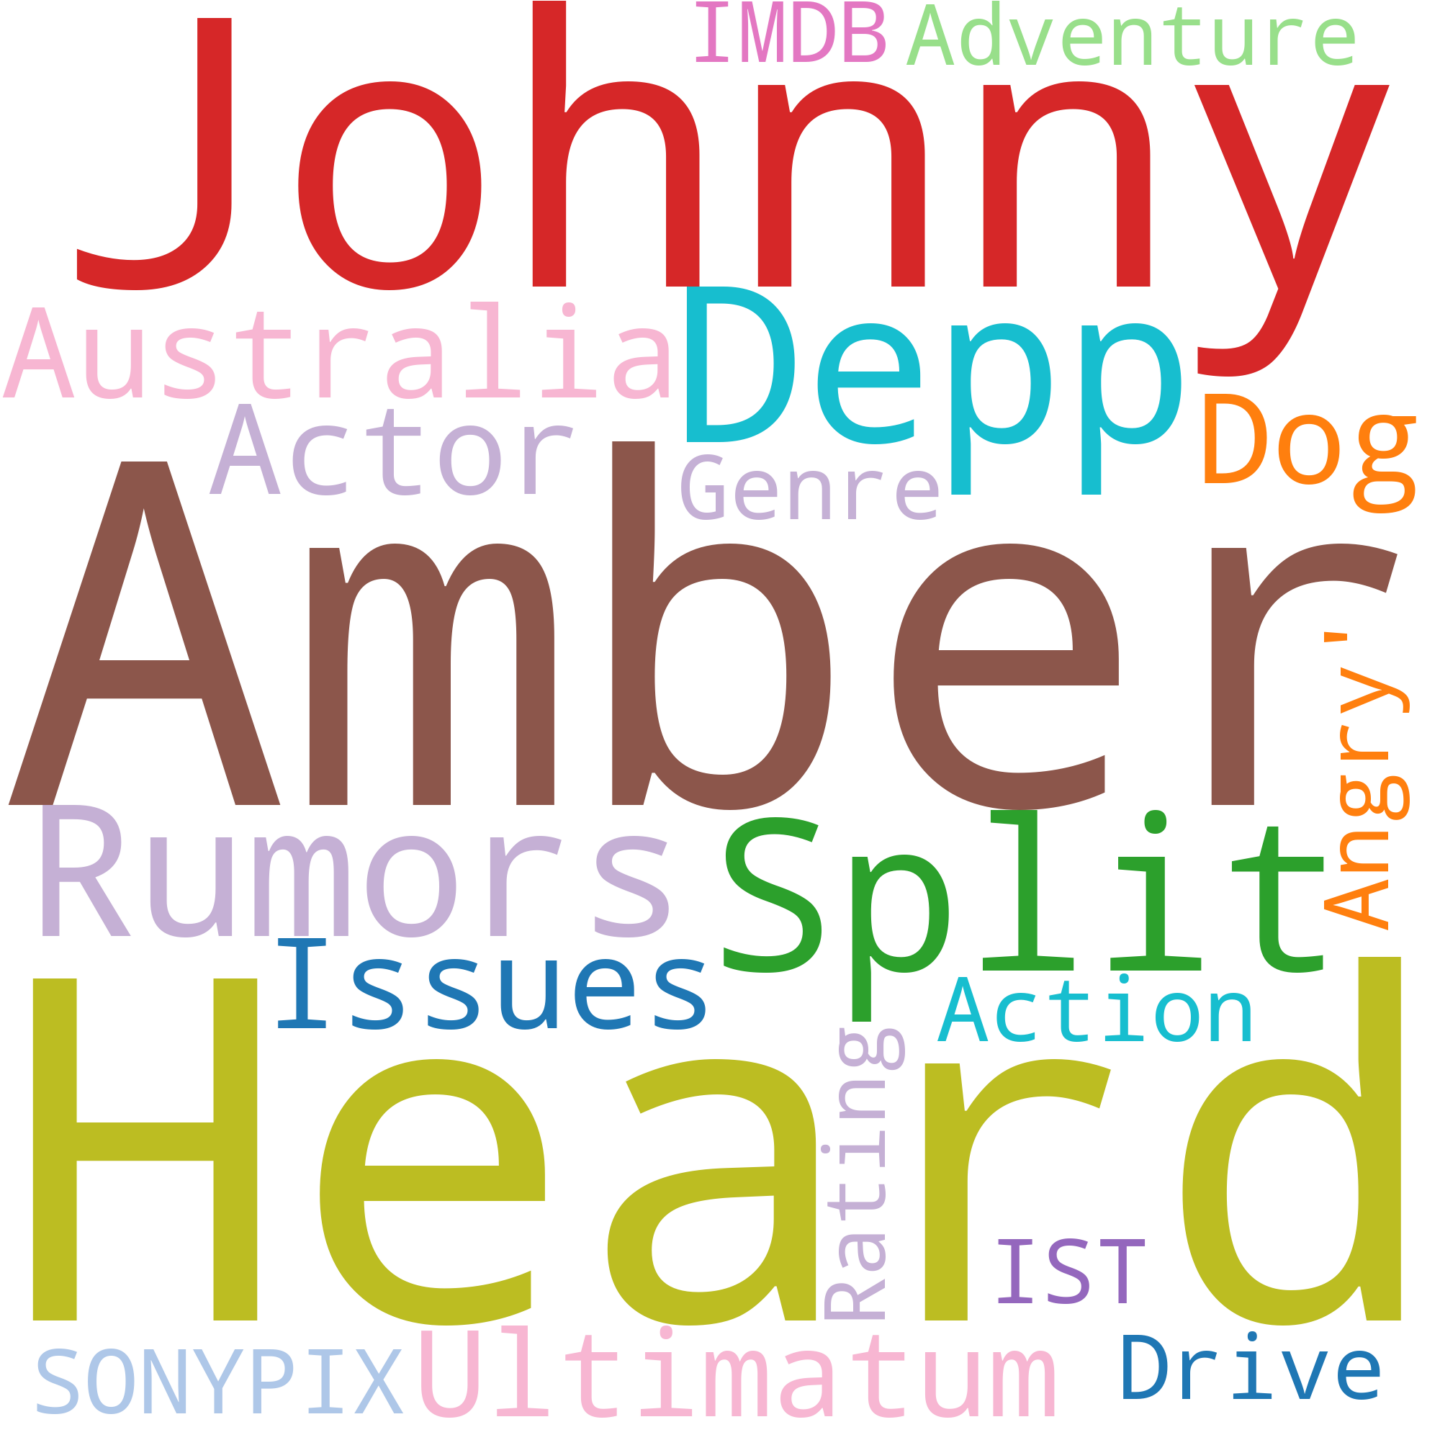 IMDB Adventure
Johnny
Australia
Depp
Dog
Actor
Genre
Amber
Angry'
Rumors
Split
Issues
Action
Heard
Rating
IST
SONYPIX
Ultimatum
Drive